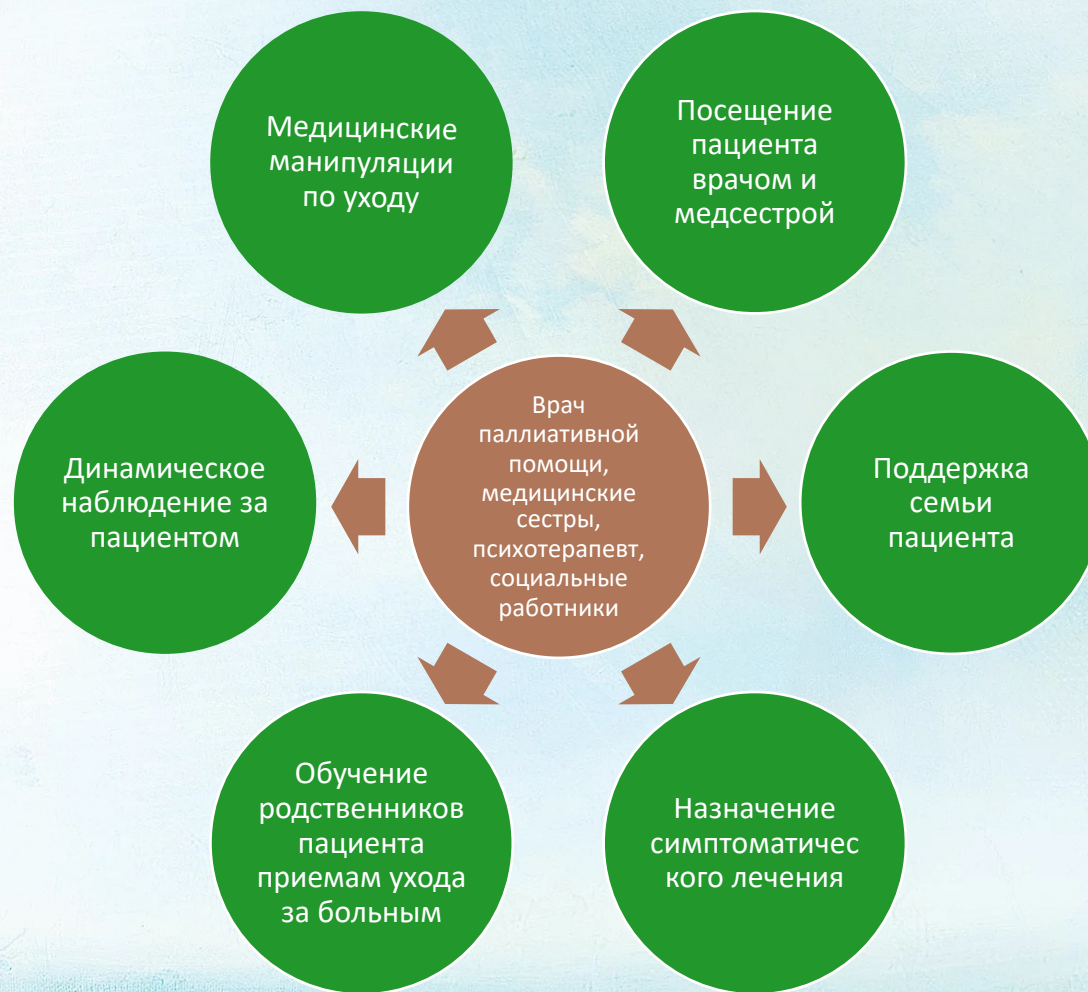 Медицинские
манипуляции
по уходу
Посещение
пациента
врачом и
медсестрой
Динамическое
наблюдение за
пациентом
Врач
паллиативной
помощи,
медицинские
сестры,
психотерапевт,
социальные
работники
Поддержка
семьи
пациента
Обучение
родственников
пациента
приемам ухода
за больным
Назначение
симптоматичес
кого лечения